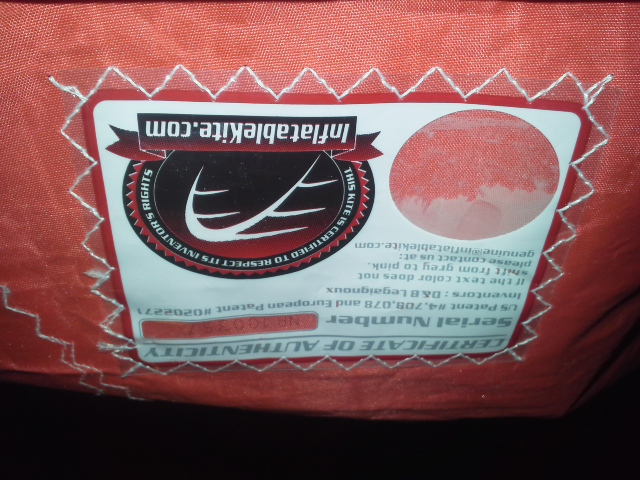 CERTIFICATE OF AUTHENTICITY
Serial Number
US Patent #4,708,078 and European Patent #0202271
Inventors : D&B Legaignoux
If the text color does not
shift from grey to pink,
please contact us at:
genuine@inflatablekite.com
THIS KITE IS CERTIFIED TO RESPECT ITS INVENTOR'S RIGHTS
InflatableKite.com